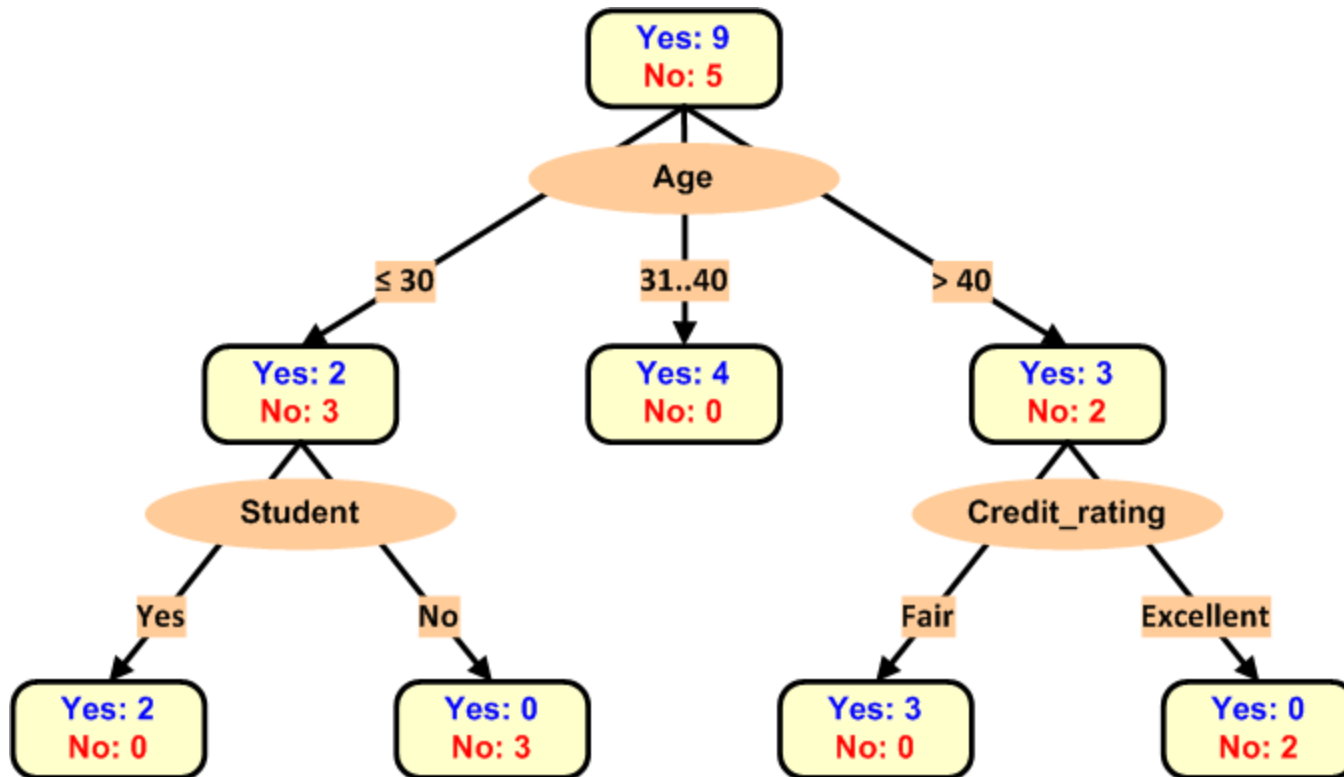 Yes: 9
No: 5
Age
≤ 30
31..40
> 40
Yes: 2
No: 3
Yes: 4
No: 0
Yes: 3
No: 2
Student
Credit_rating
Yes
No
Fair
Excellent
Yes: 2
No: 0
Yes: 0
No: 3
Yes: 3
No: 0
Yes: 0
No: 2